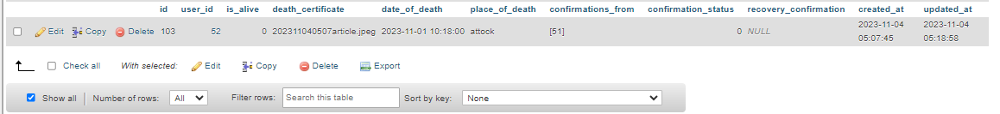 id user_id is_alive death_certificate date_of_death place_of_death confirmations_from confirmation_status recovery_confirmation created_at updated_at
Edit Copy Delete 103 52 0 202311040507article.jpeg 2023-11-01 10:18:00 attock [51] 0 NULL 2023-11-04 05:07:45 2023-11-04 05:18:58
Check all With selected: Edit Copy Delete Export
Show all Number of rows: All Filter rows: Search this table Sort by key: None